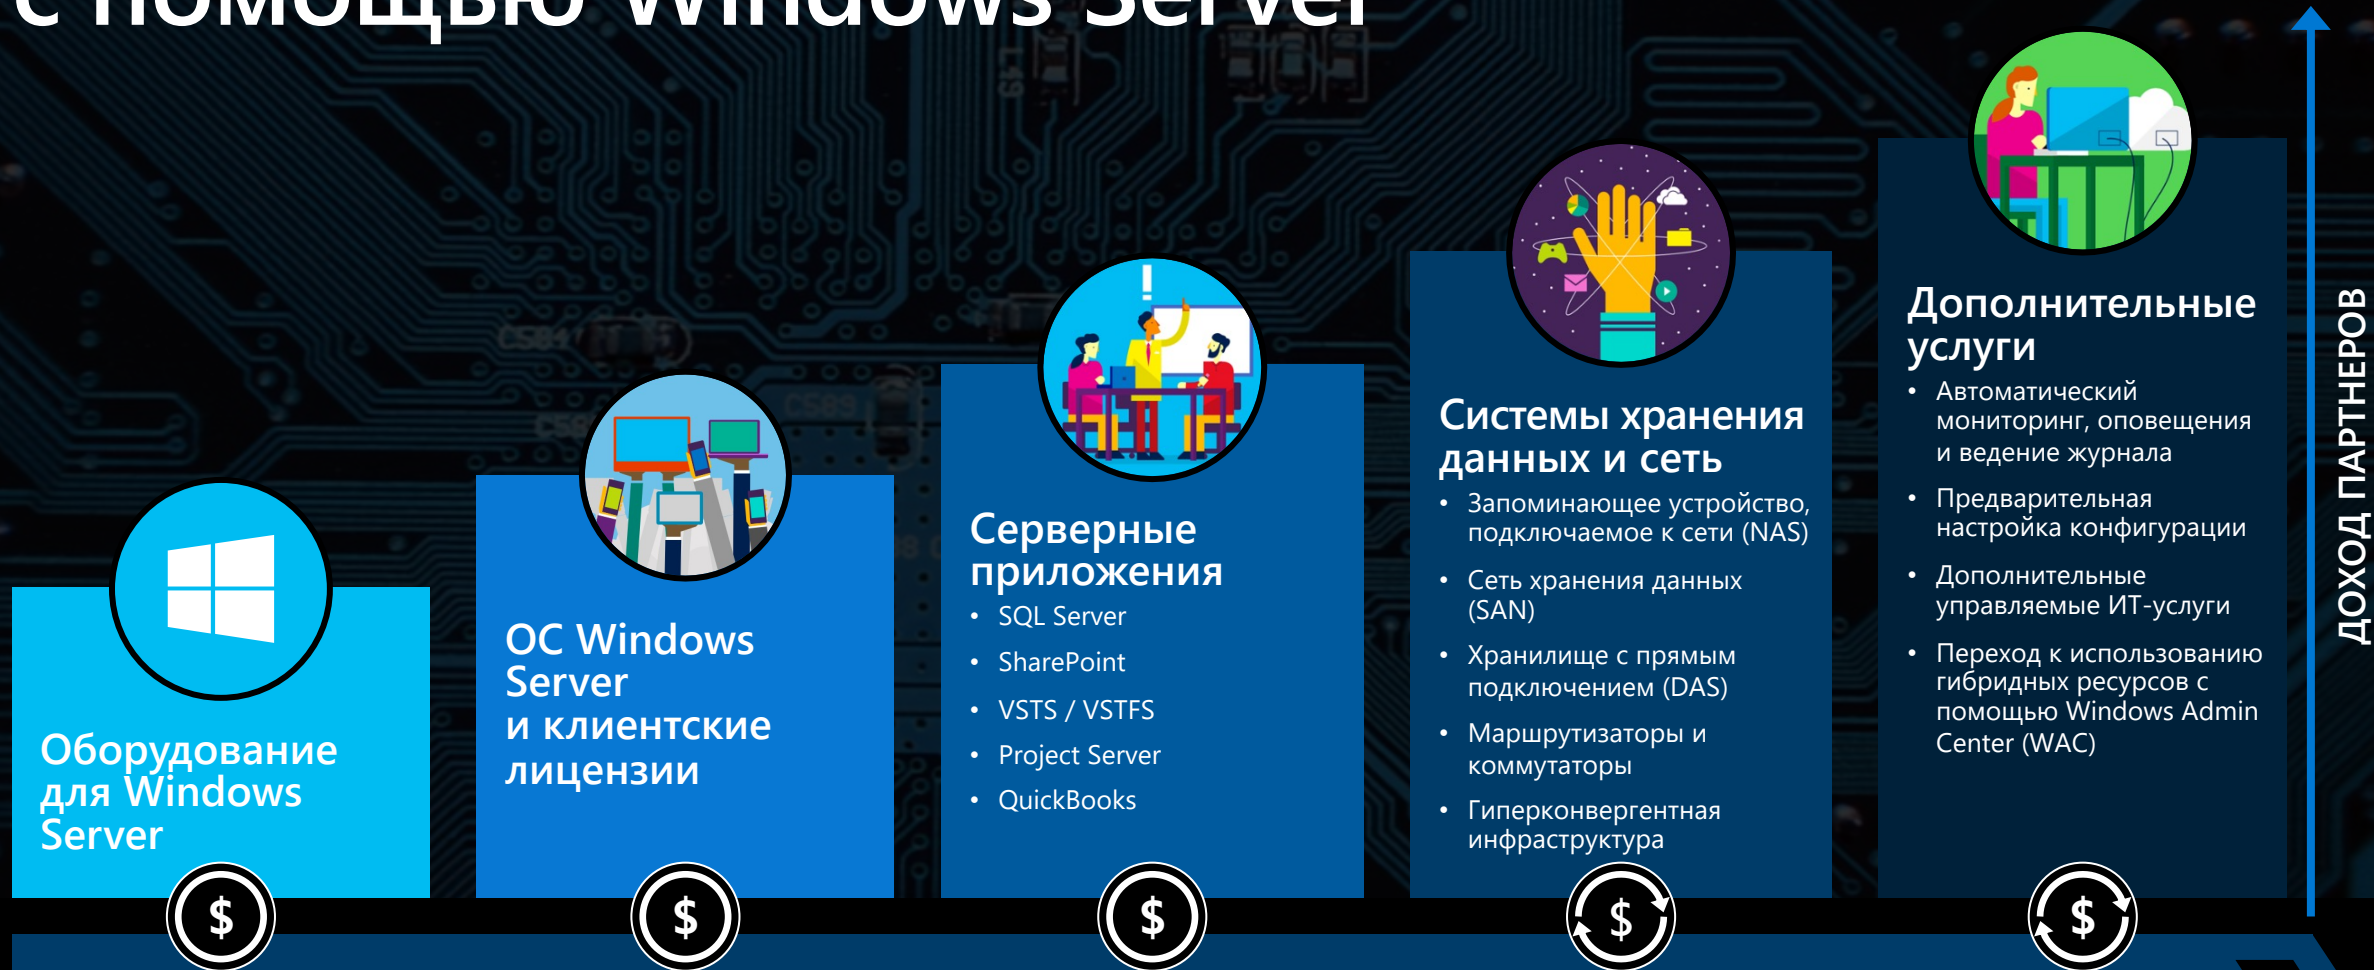 с помощью Windows Server
Оборудование
для Windows
Server
$
ОС Windows
Server
и клиентские
лицензии
$
Серверные
приложения
• SQL Server
• SharePoint
• VSTS / VSTFS
• Project Server
• QuickBooks
$
Системы хранения
данных и сеть
• Запоминающее устройство,
подключаемое к сети (NAS)
• Сеть хранения данных
(SAN)
• Хранилище с прямым
подключением (DAS)
• Маршрутизаторы и
коммутаторы
• Гиперконвергентная
инфраструктура
$
Дополнительные
услуги
• Автоматический
мониторинг, оповещения
и ведение журнала
• Предварительная
настройка конфигурации
• Дополнительные
управляемые ИТ-услуги
• Переход к использованию
гибридных ресурсов с
помощью Windows Admin
Center (WAC)
$
ДОХОД ПАРТНЕРОВ
L49
C589